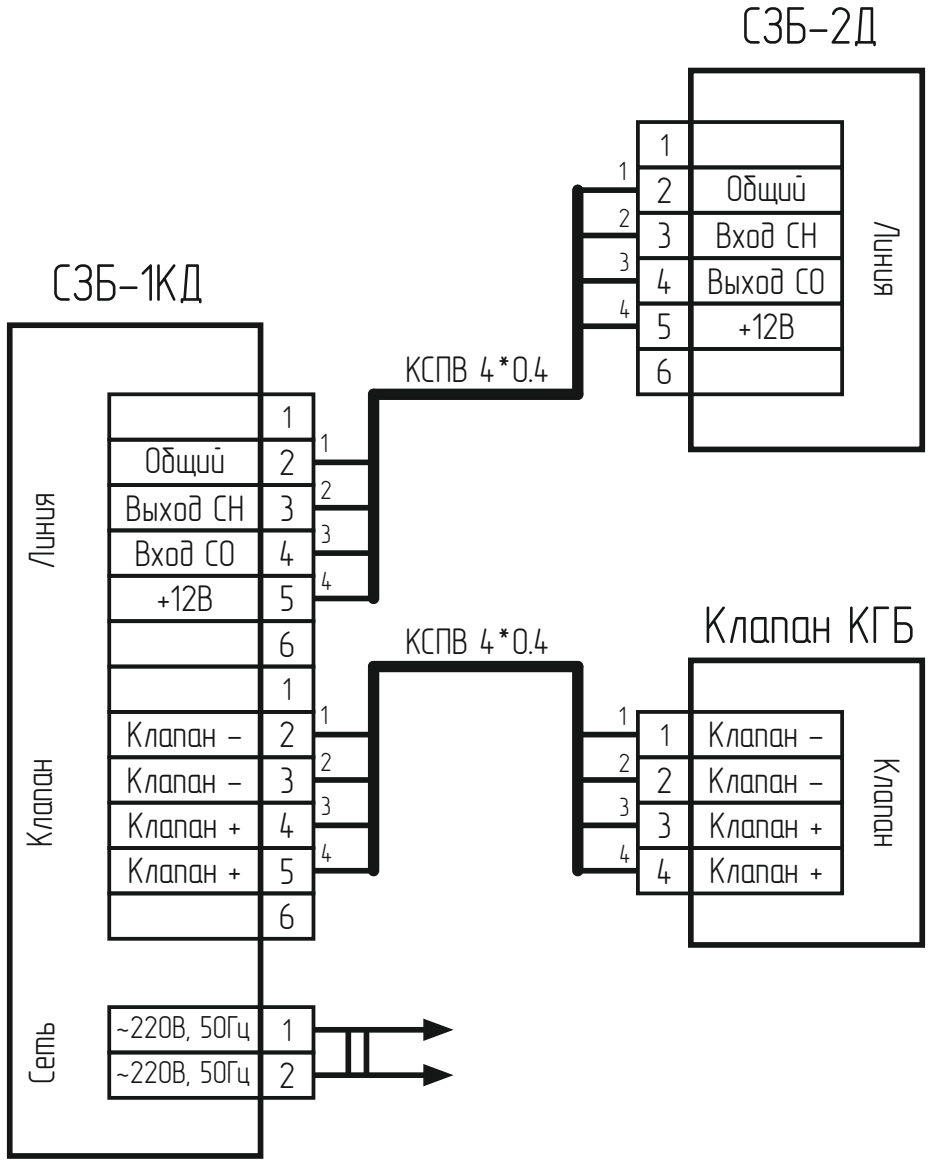 СЗБ-2Д
1
1 2 Общий
2 3 Вход СН
3 4 Выход СО
4 5 +12В
6
Линия
КСПВ 4*0.4
СЗБ-1КД
Линия
1
Общий 2 1
Выход СН 3 2
Вход СО 4 3
+12В 5 4
6
КСПВ 4*0.4
Клапан
1
Клапан - 2 1
Клапан - 3 2
Клапан + 4 3
Клапан + 5 4
6
Клапан КГБ
1 1 Клапан -
2 2 Клапан -
3 3 Клапан +
4 4 Клапан +
Клапан
Сеть
~220В, 50Гц 1
~220В, 50Гц 2